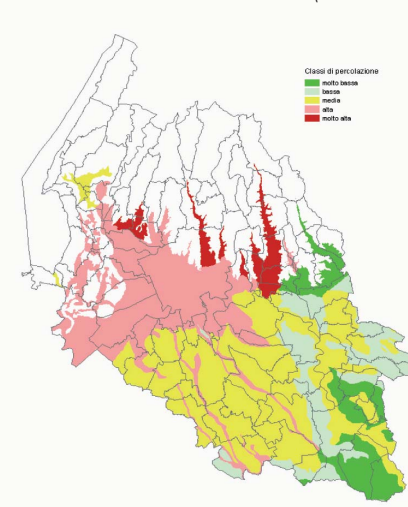 Classi di percolazione
molto bassa
bassa
media
alta
molto alta